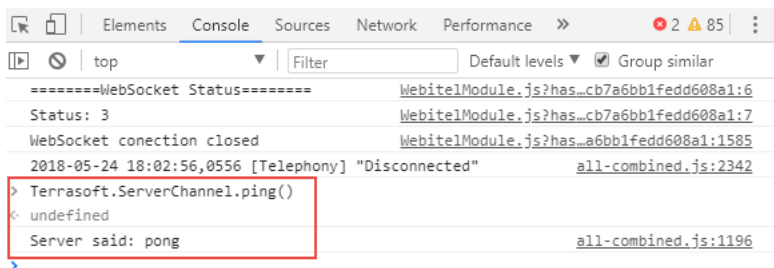 Elements Console Sources Network Performance » 2 85
top ▼ Filter Default levels ▼ Group similar
========WebSocket Status======== WebitelModule.js?has…cb7a6bb1fedd608a1:6
Status: 3 WebitelModule.js?has…cb7a6bb1fedd608a1:7
WebSocket conection closed WebitelModule.js?has…a6bb1fedd608a1:1585
2018-05-24 18:02:56,0556 [Telephony] "Disconnected" all-combined.js:2342
> Terrasoft.ServerChannel.ping()
undefined
Server said: pong all-combined.js:1196
>